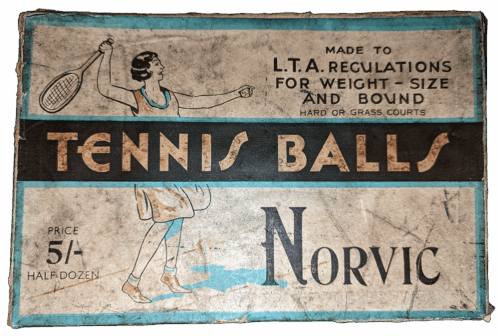 MADE TO
L.T.A. REGULATIONS
FOR WEIGHT - SIZE
AND BOUND
HARD OR GRASS COURTS
TENNIS BALLS
PRICE
5/-
HALF-DOZEN
NORVIC